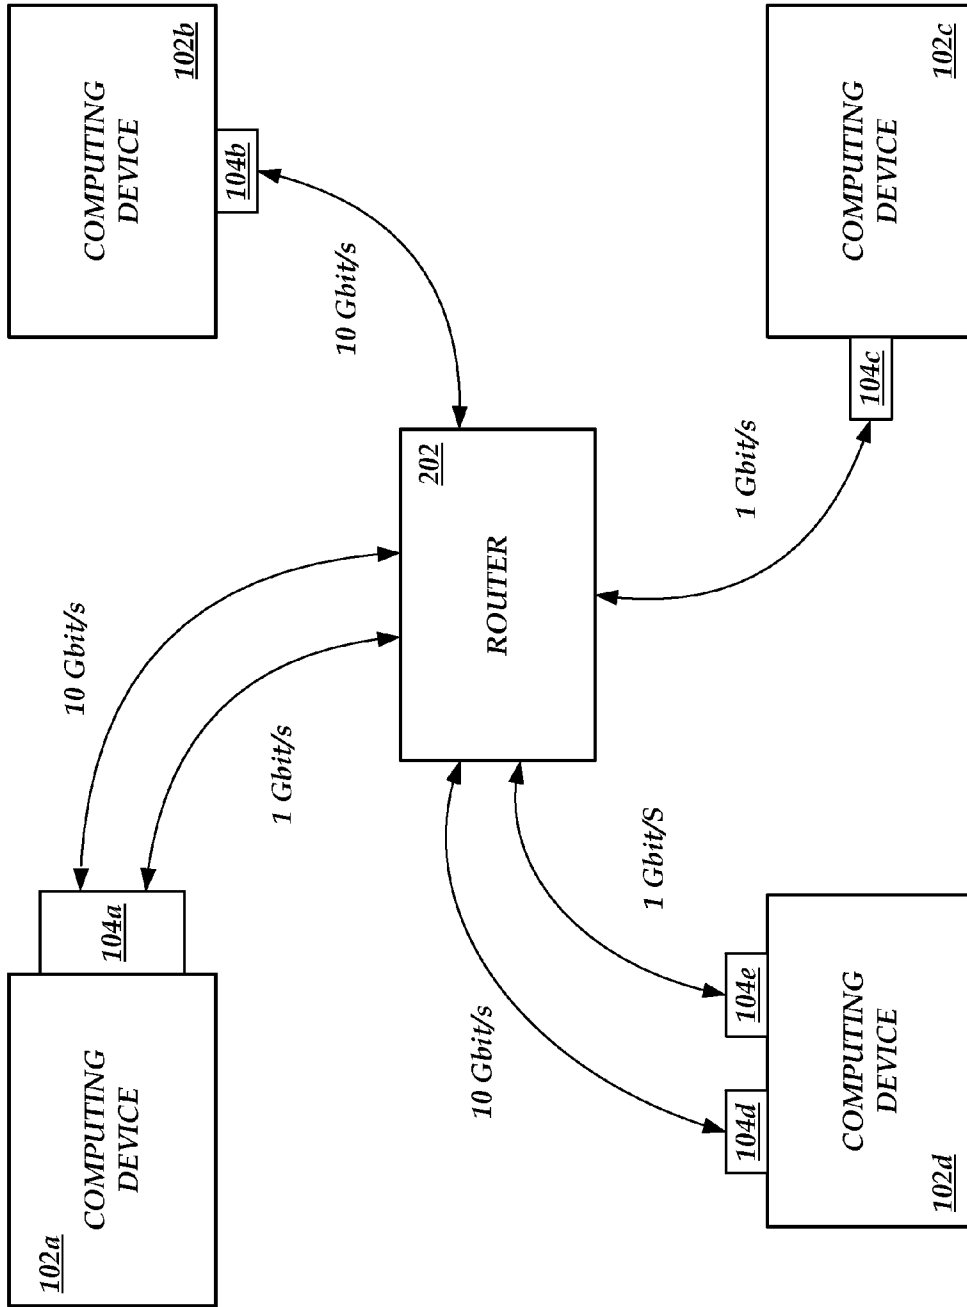 102a
COMPUTING
DEVICE
104a
10 Gbit/s
1 Gbit/s
COMPUTING
DEVICE
102b
104b
10 Gbit/s
202
ROUTER
10 Gbit/s
1 Gbit/S
1 Gbit/s
104d
104e
COMPUTING
DEVICE
102d
104c
COMPUTING
DEVICE
102c